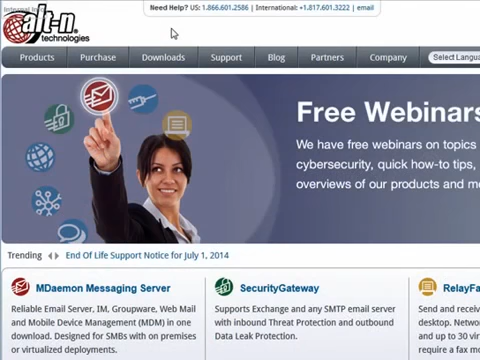 Need Help? US: 1.866.601.2586 | International: +1.817.601.3222 | email
alt-n
technologies
Products Purchase Downloads Support Blog Partners Company Select Langua
Free Webinars
We have free webinars on topics
cybersecurity, quick how-to tips,
overviews of our products and mo
Trending End Of Life Support Notice for July 1, 2014
MDaemon Messaging Server
Reliable Email Server, IM, Groupware, Web Mail
and Mobile Device Management (MDM) in one
download. Designed for SMBs with on premises
or virtualized deployments.
SecurityGateway
Supports Exchange and any SMTP email server
with inbound Threat Protection and outbound
Data Leak Protection.
RelayFa
Send and receiv
desktop. Networ
and up to 30 vir
require a fax mo